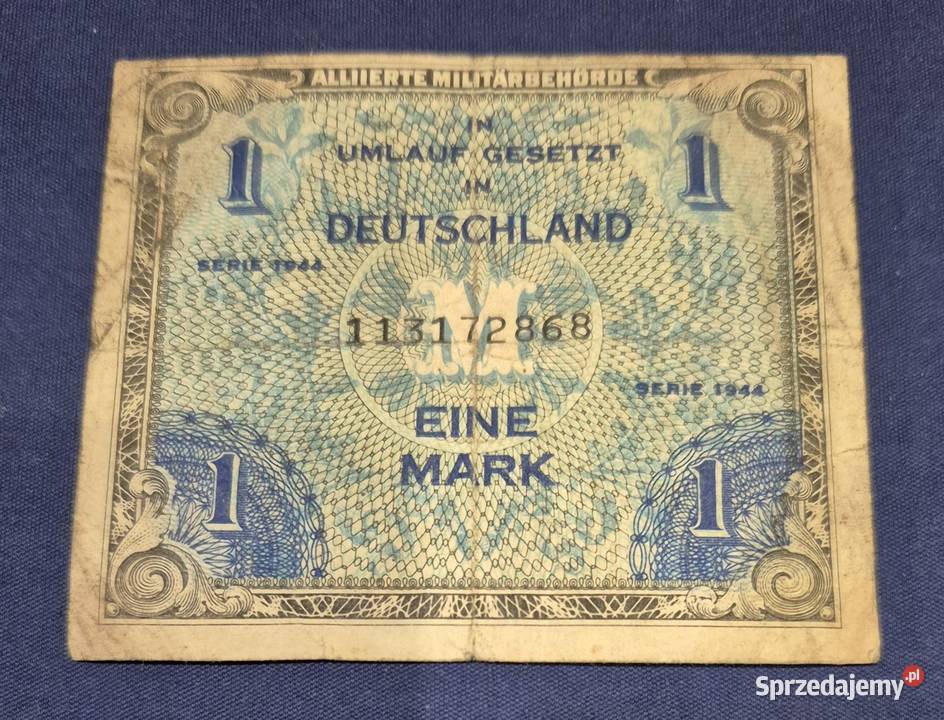 ALLIIERTE MILITÄRBEHÖRDE
IN
1 UMLAUF GESETZT 1
IN
DEUTSCHLAND
SERIE 1944
M
113172868
SERIE 1944
EINE
1 MARK 1
Sprzedajemy.pl